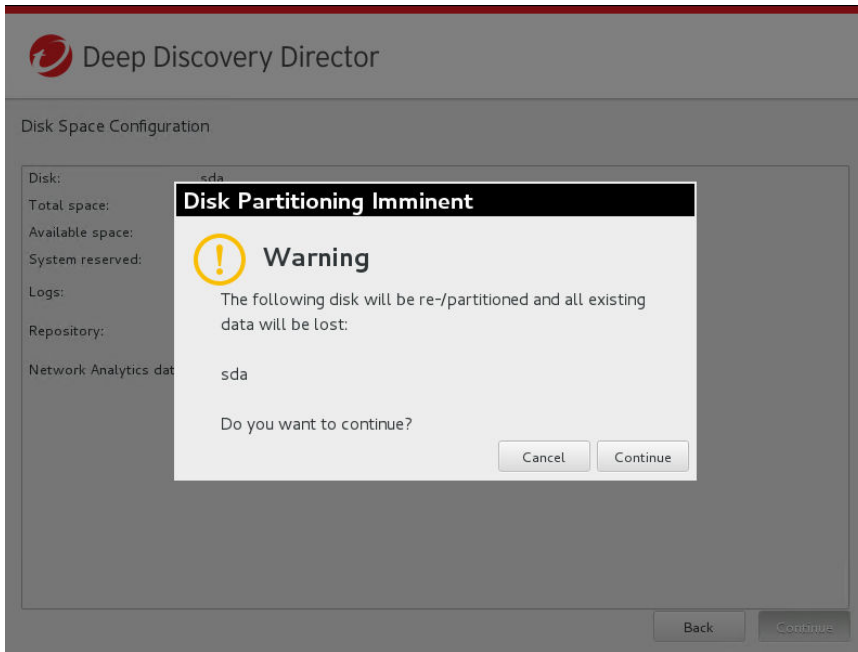 Deep Discovery Director
Disk Space Configuration
Disk: sda
Total space:
Available space:
System reserved:
Logs:
Repository:
Network Analytics dat
Disk Partitioning Imminent
Warning
The following disk will be re-/partitioned and all existing
data will be lost:
sda
Do you want to continue?
Cancel Continue
Back Continue